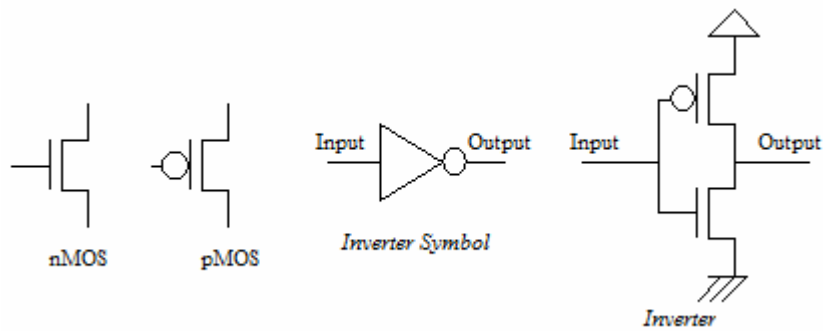 Input
Output
Input
Output
nMOS
pMOS
Inverter Symbol
Inverter